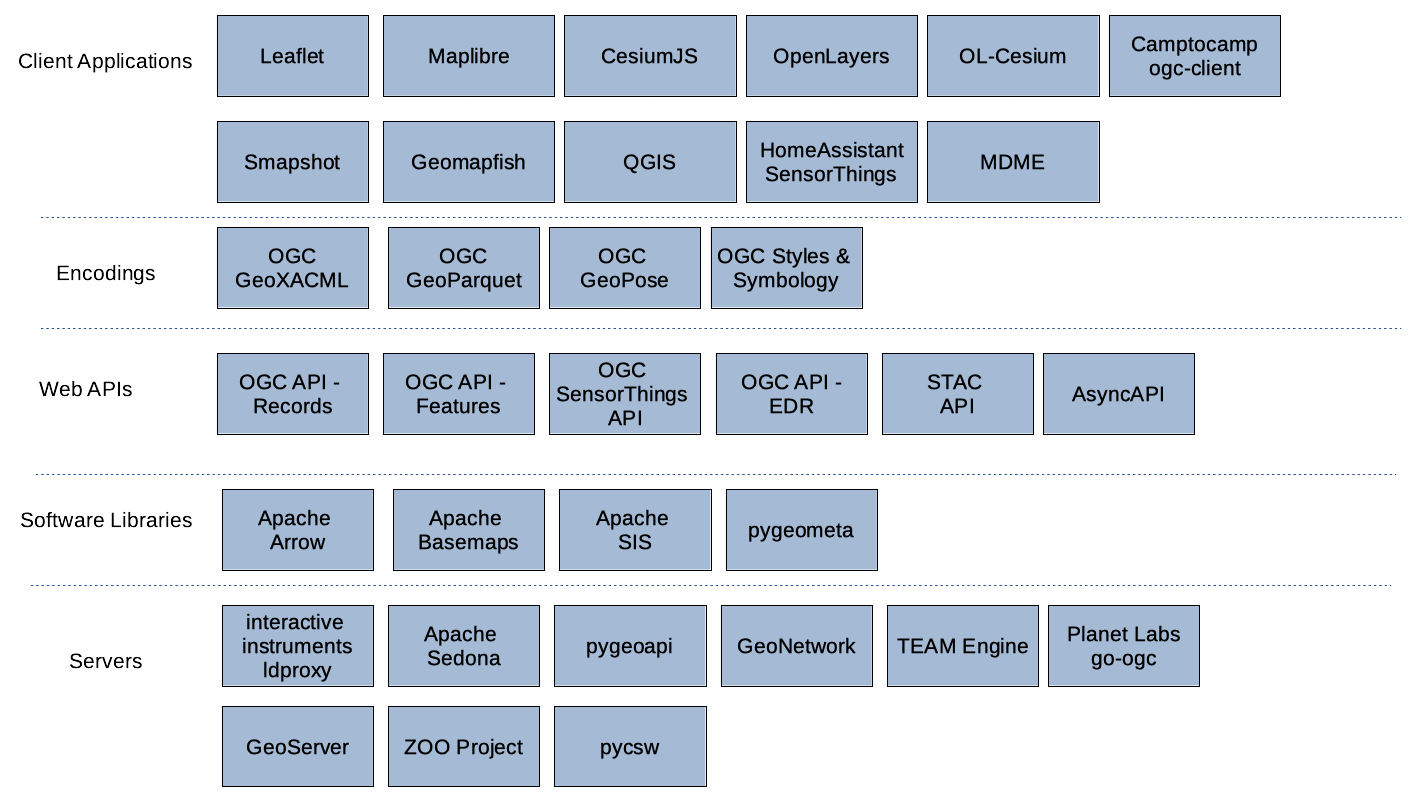 Client Applications
Leaflet
Maplibre
CesiumJS
OpenLayers
OL-Cesium
Camptocamp
ogc-client
Smapshot
Geomapfish
QGIS
HomeAssistant
SensorThings
MDME
Encodings
OGC
GeoXACML
OGC
GeoParquet
OGC
GeoPose
OGC Styles &
Symbology
Web APIs
OGC API -
Records
OGC API -
Features
OGC
SensorThings
API
OGC API -
EDR
STAC
API
AsyncAPI
Software Libraries
Apache
Arrow
Apache
Basemaps
Apache
SIS
pygeometa
Servers
interactive
instruments
ldproxy
Apache
Sedona
pygeoapi
GeoNetwork
TEAM Engine
Planet Labs
go-ogc
GeoServer
ZOO Project
pycsw